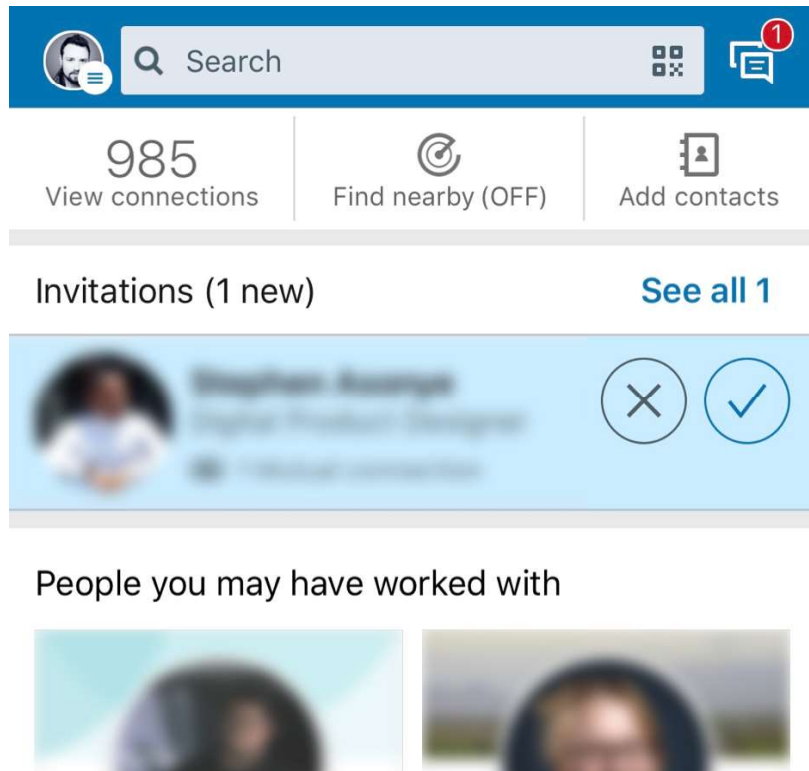 Search
1
985
View connections
Find nearby (OFF)
Add contacts
Invitations (1 new)
See all 1
People you may have worked with